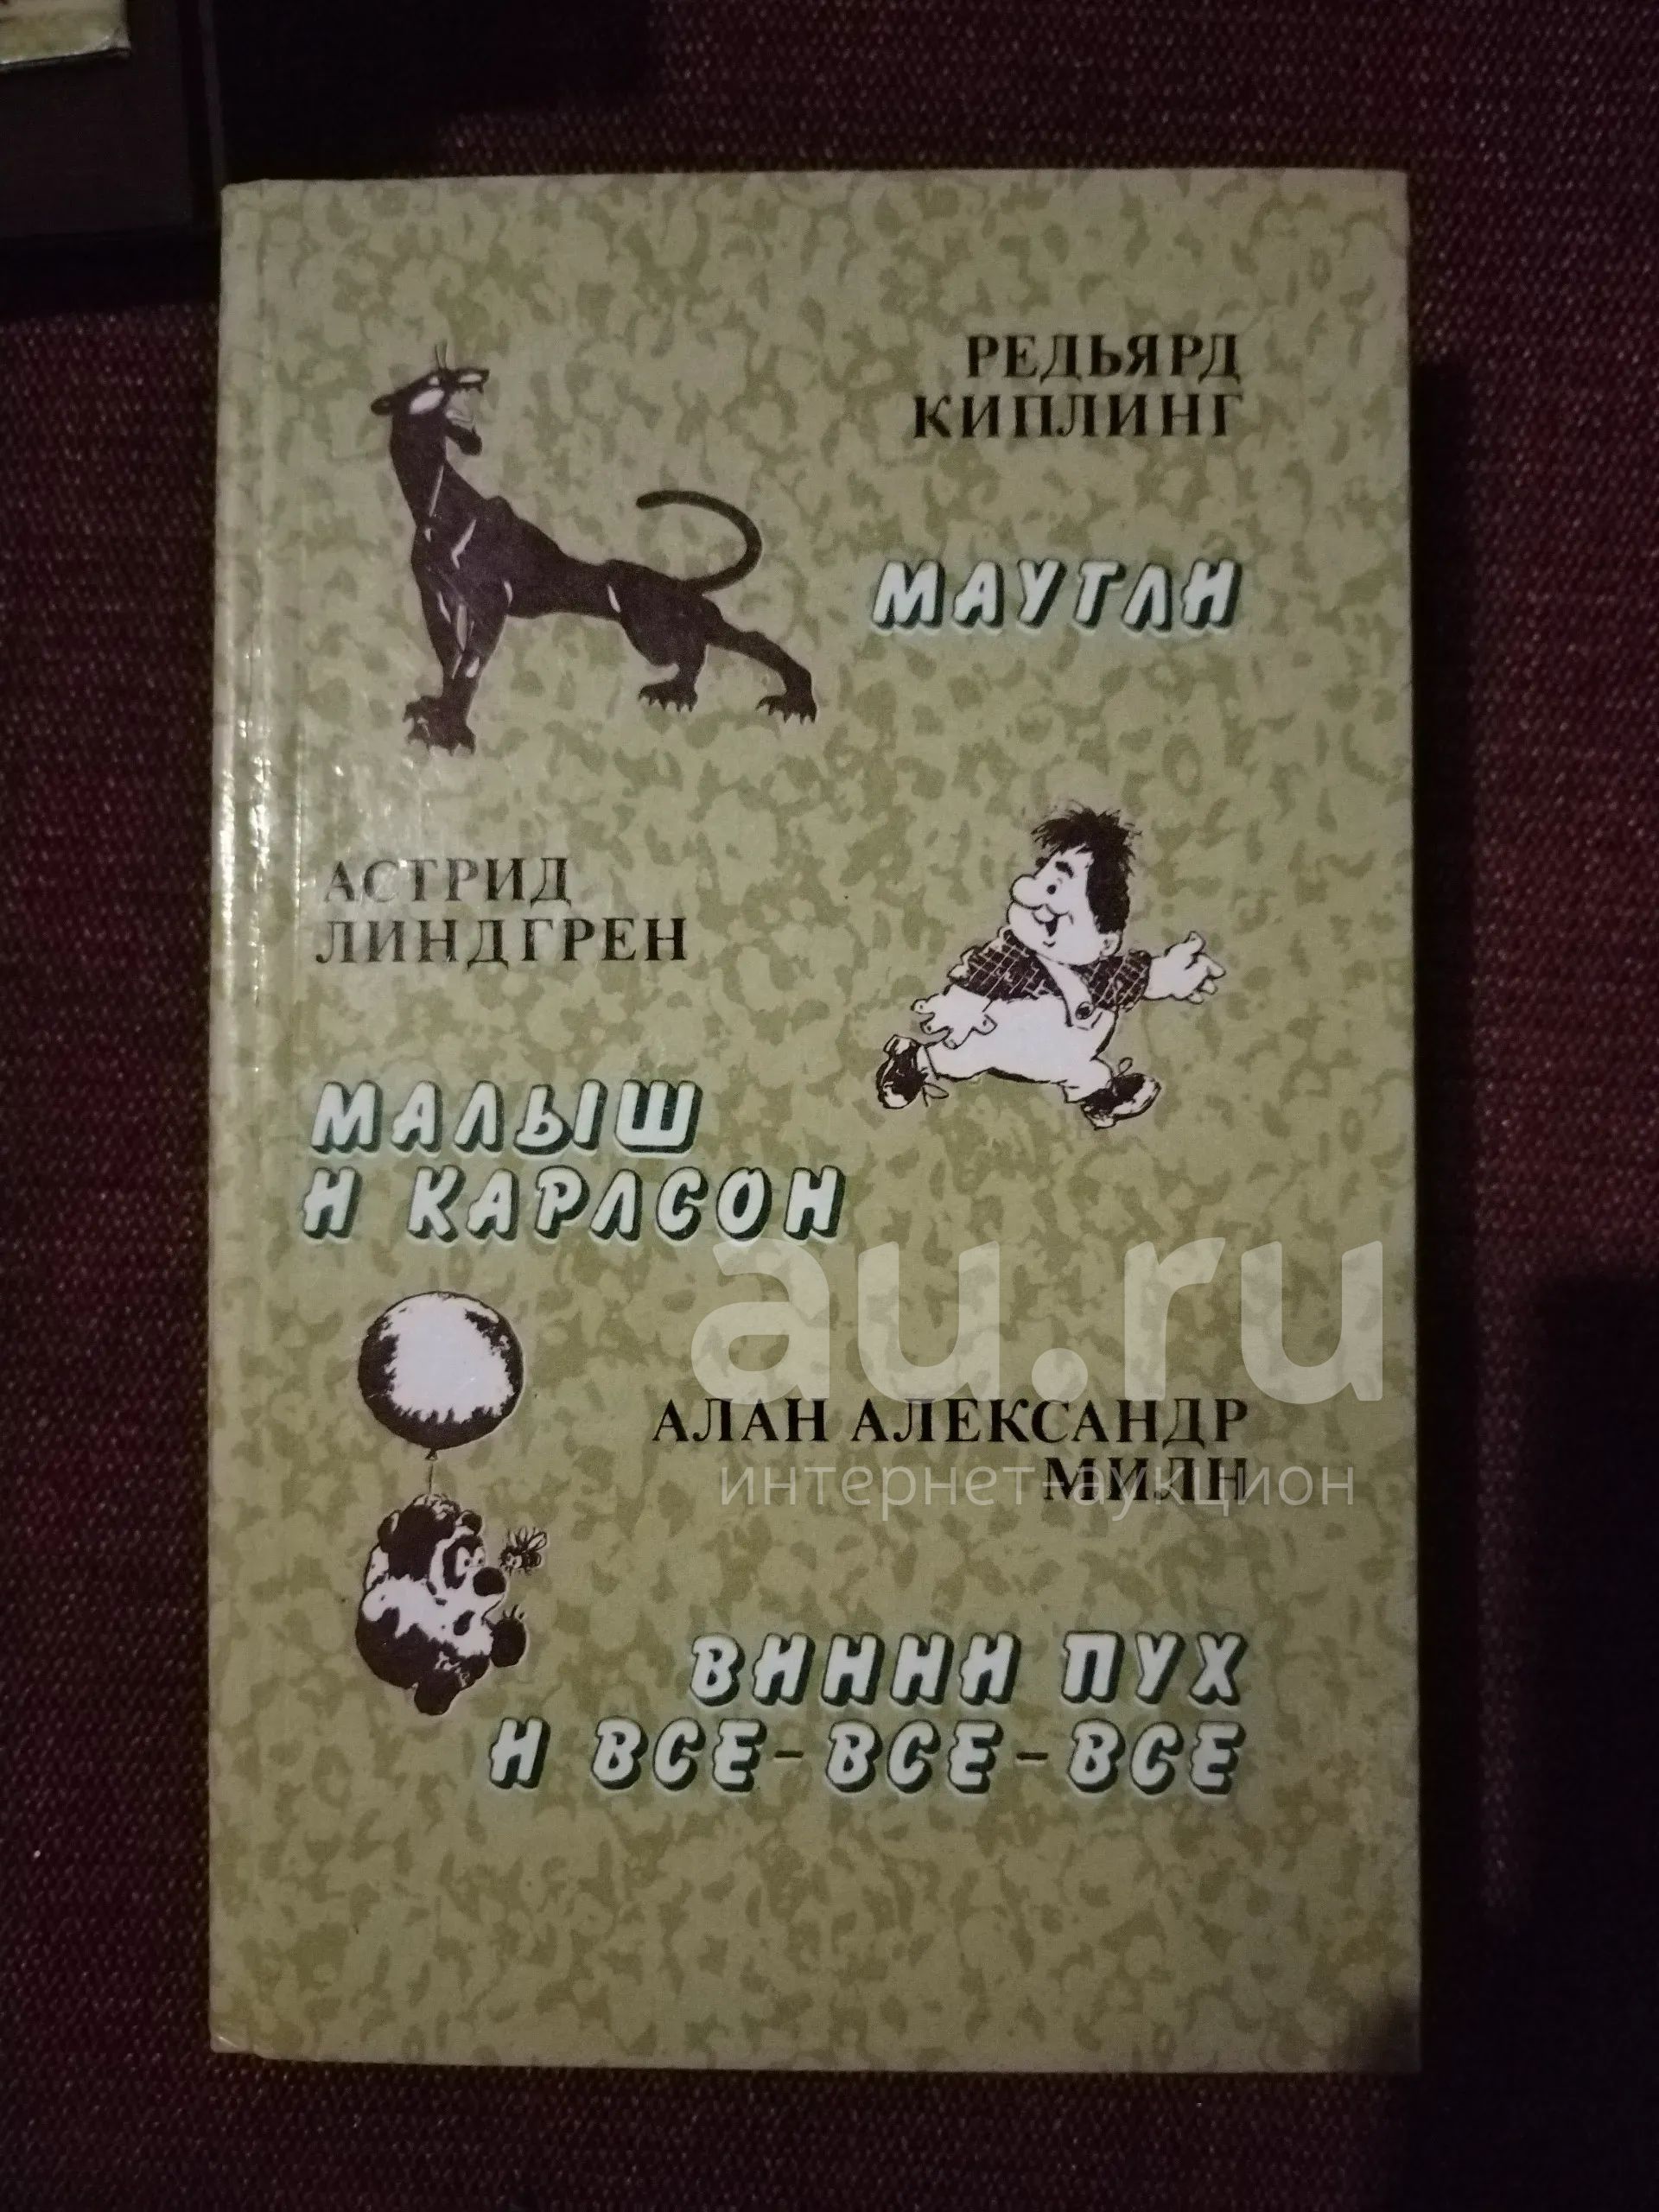 РЕДЬЯРД
КИПЛИНГ
МАУГЛИ
АСТРИД
ЛИНДГРЕН
МАЛЫШ
И КАРЛСОН
au.ru
АЛАН АЛЕКСАНДР
МИЛН
интернет-аукцион
ВИННИ ПУХ
И ВСЕ-ВСЕ-ВСЕ